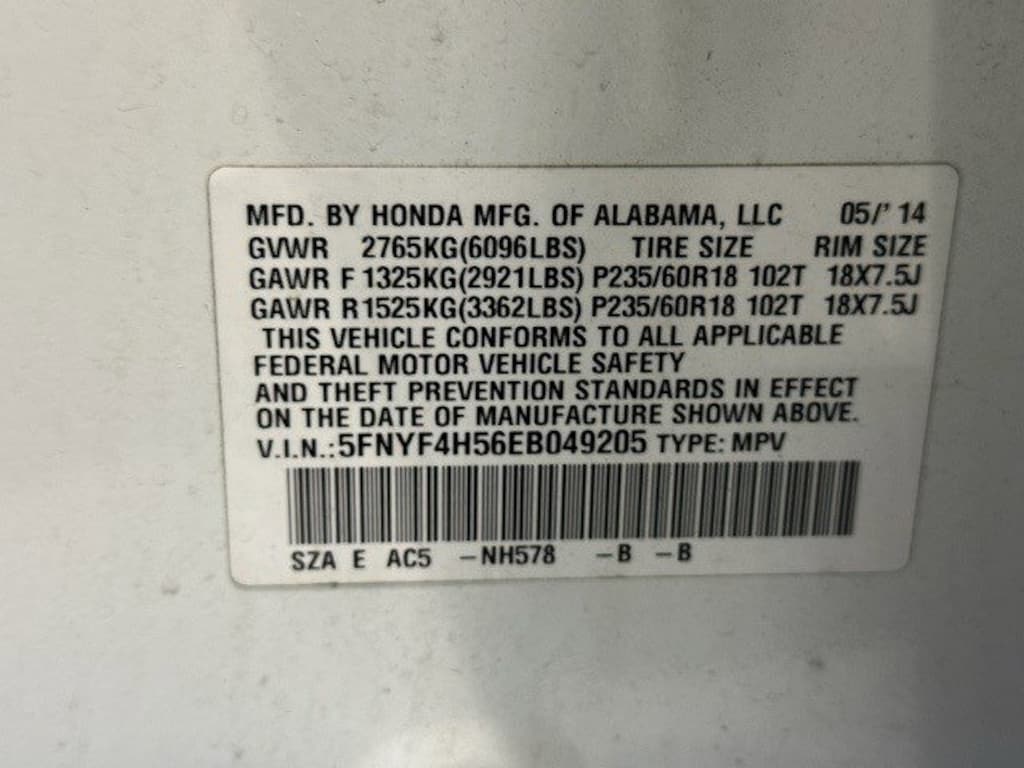 MFD. BY HONDA MFG. OF ALABAMA, LLC 05/' 14
GVWR 2765KG(6096LBS) TIRE SIZE RIM SIZE
GAWR F 1325KG(2921LBS) P235/60R18 102T 18X7.5J
GAWR R1525KG(3362LBS) P235/60R18 102T 18X7.5J
THIS VEHICLE CONFORMS TO ALL APPLICABLE
FEDERAL MOTOR VEHICLE SAFETY
AND THEFT PREVENTION STANDARDS IN EFFECT
ON THE DATE OF MANUFACTURE SHOWN ABOVE.
V.I.N.:5FNYF4H56EB049205 TYPE: MPV
SZA E AC5 –NH578 –B –B